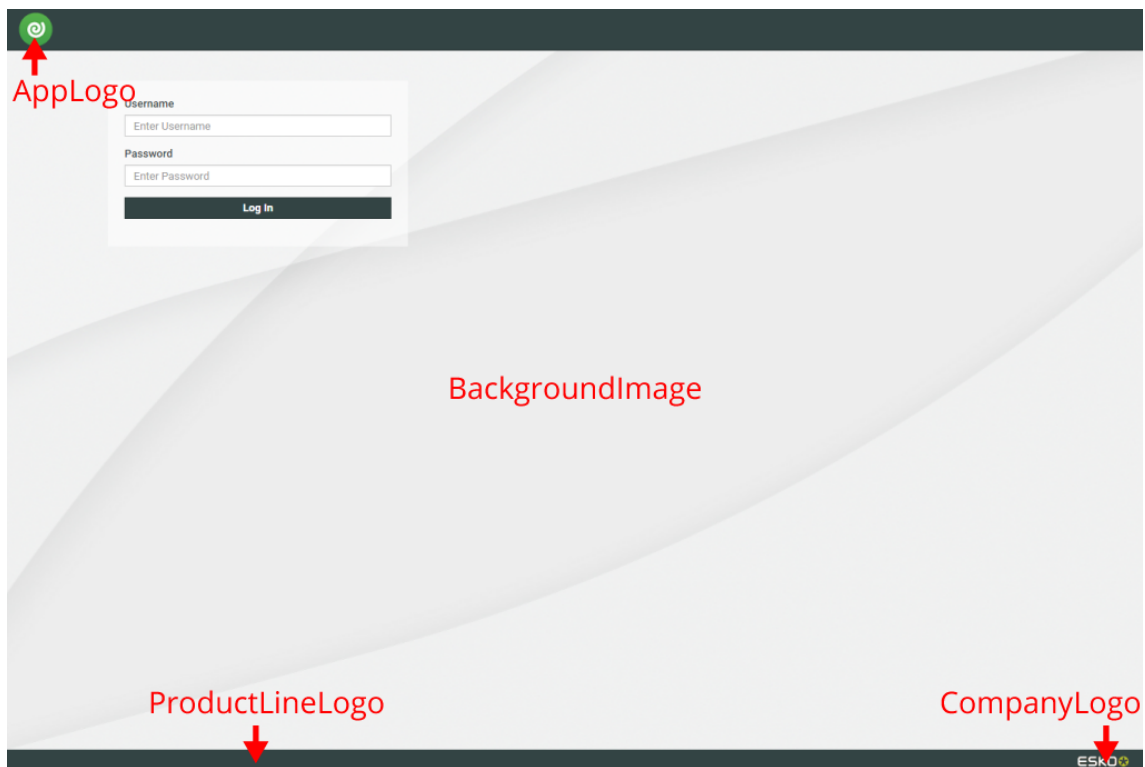 AppLogo
Username
Enter Username
Password
Enter Password
Log In
BackgroundImage
ProductLineLogo
CompanyLogo
ESKO